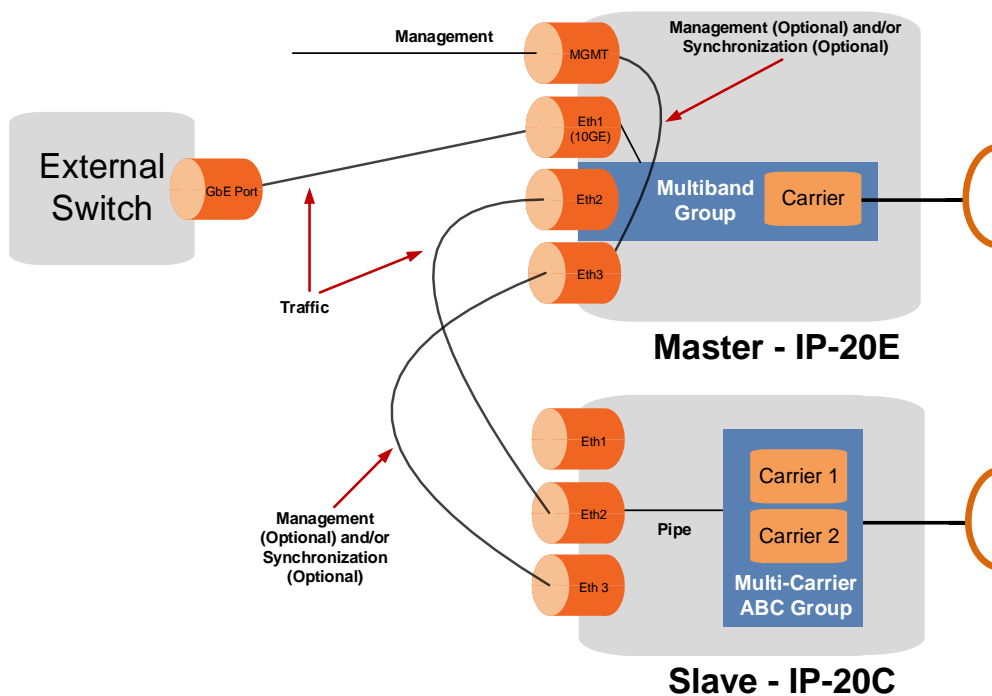 Management
MGMT
Management (Optional) and/or
Synchronization (Optional)
Eth1
(10GE)
External
Switch
GbE Port
Eth2
Multiband
Group
Carrier
Eth3
Traffic
Master - IP-20E
Eth1
Eth2
Pipe
Carrier 1
Carrier 2
Management
(Optional) and/or
Synchronization
(Optional)
Eth 3
Multi-Carrier
ABC Group
Slave - IP-20C